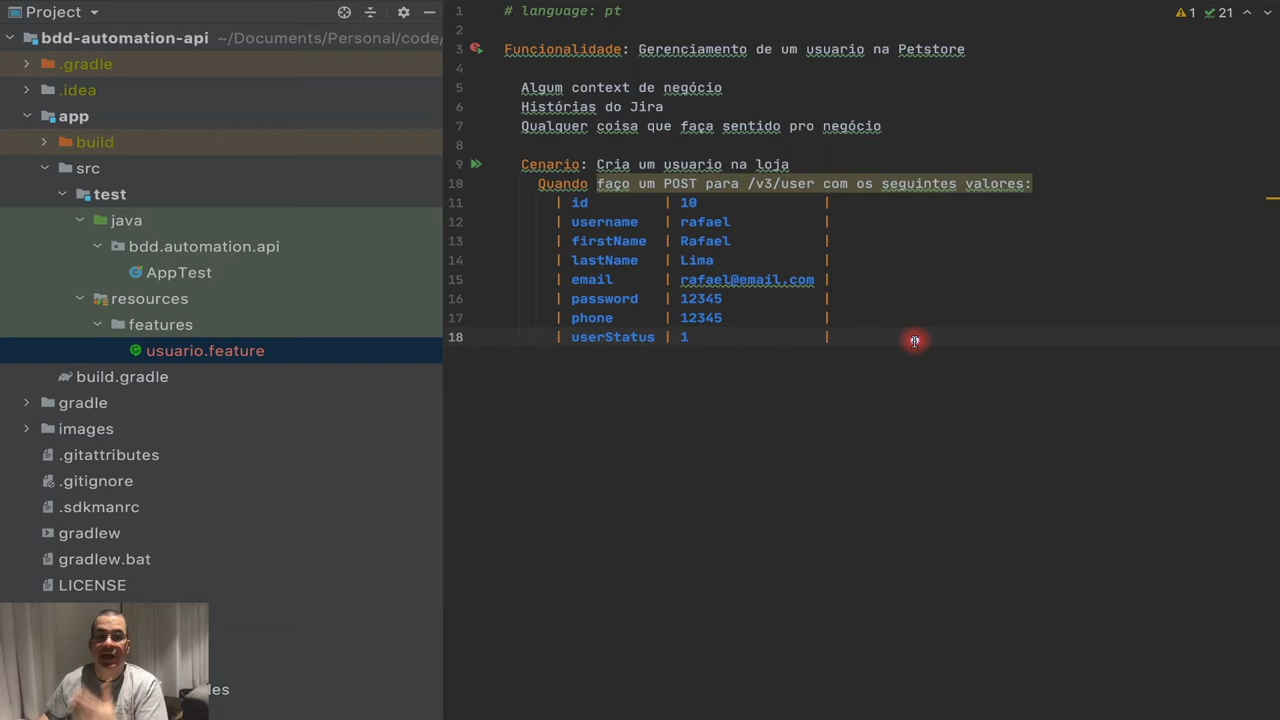 Project
bdd-automation-api ~/Documents/Personal/code/
.gradle
.idea
app
build
src
test
java
bdd.automation.api
AppTest
resources
features
usuario.feature
build.gradle
gradle
images
.gitattributes
.gitignore
.sdkmanrc
gradlew
gradlew.bat
LICENSE
les
1 # language: pt
2
3 Funcionalidade: Gerenciamento de um usuario na Petstore
4
5 Algum context de negócio
6 Histórias do Jira
7 Qualquer coisa que faça sentido pro negócio
8
9 Cenario: Cria um usuario na loja
10 Quando faço um POST para /v3/user com os seguintes valores:
11 | id | 10 |
12 | username | rafael |
13 | firstName | Rafael |
14 | lastName | Lima |
15 | email | rafael@email.com |
16 | password | 12345 |
17 | phone | 12345 |
18 | userStatus | 1 |
1 21